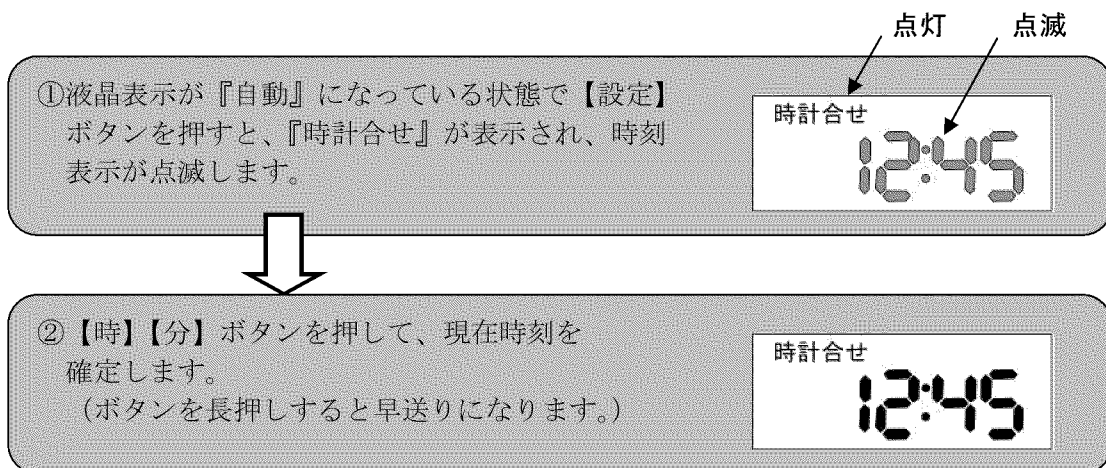 点灯 点滅
①液晶表示が『自動』になっている状態で【設定】
ボタンを押すと、『時計合せ』が表示され、時刻
表示が点滅します。
時計合せ
12:45
②【時】【分】ボタンを押して、現在時刻を
確定します。
（ボタンを長押しすると早送りになります。）
時計合せ
12:45